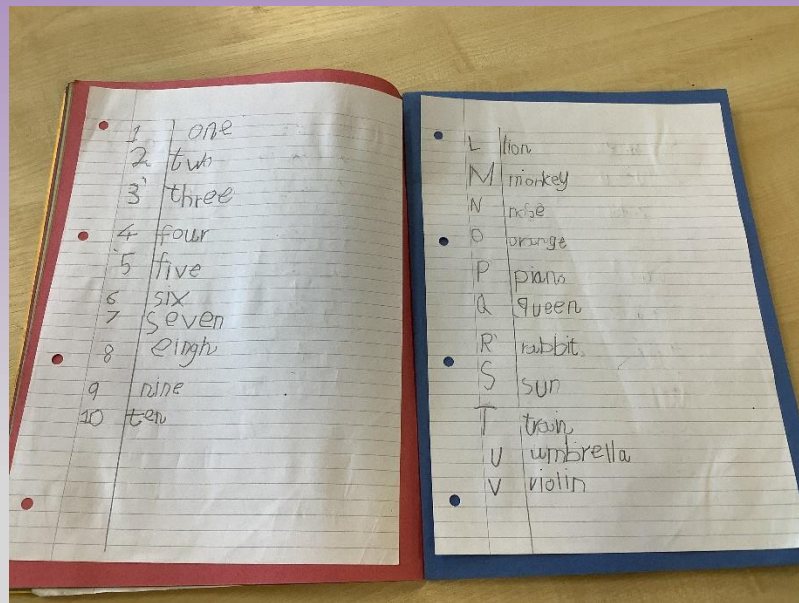 1 one
2 two
3 three
4 four
5 five
6 six
7 seven
8 eingh
9 nine
10 ten
L lion
M monkey
N nose
O orange
P piano
Q queen
R rabbit
S sun
T train
U umbrella
V violin